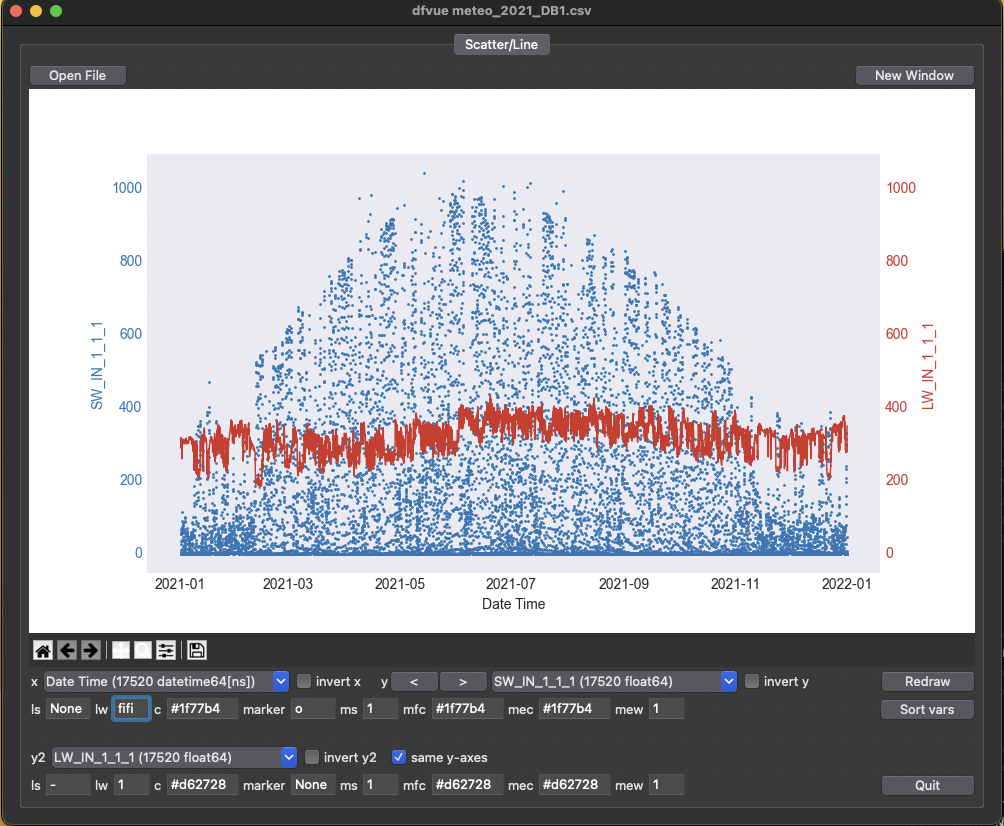 dfvue meteo_2021_DB1.csv
Scatter/Line
Open File New Window
1000 1000
800 800
600 600
SW_IN_1_1_1 LW_IN_1_1_1
400 400
200 200
0 0
2021-01 2021-03 2021-05 2021-07 2021-09 2021-11 2022-01
Date Time
x Date Time (17520 datetime64[ns]) invert x y < > SW_IN_1_1_1 (17520 float64) invert y Redraw
ls None lw fifi c #1f77b4 marker o ms 1 mfc #1f77b4 mec #1f77b4 mew 1 Sort vars
y2 LW_IN_1_1_1 (17520 float64) invert y2 same y-axes
ls - lw 1 c #d62728 marker None ms 1 mfc #d62728 mec #d62728 mew 1 Quit